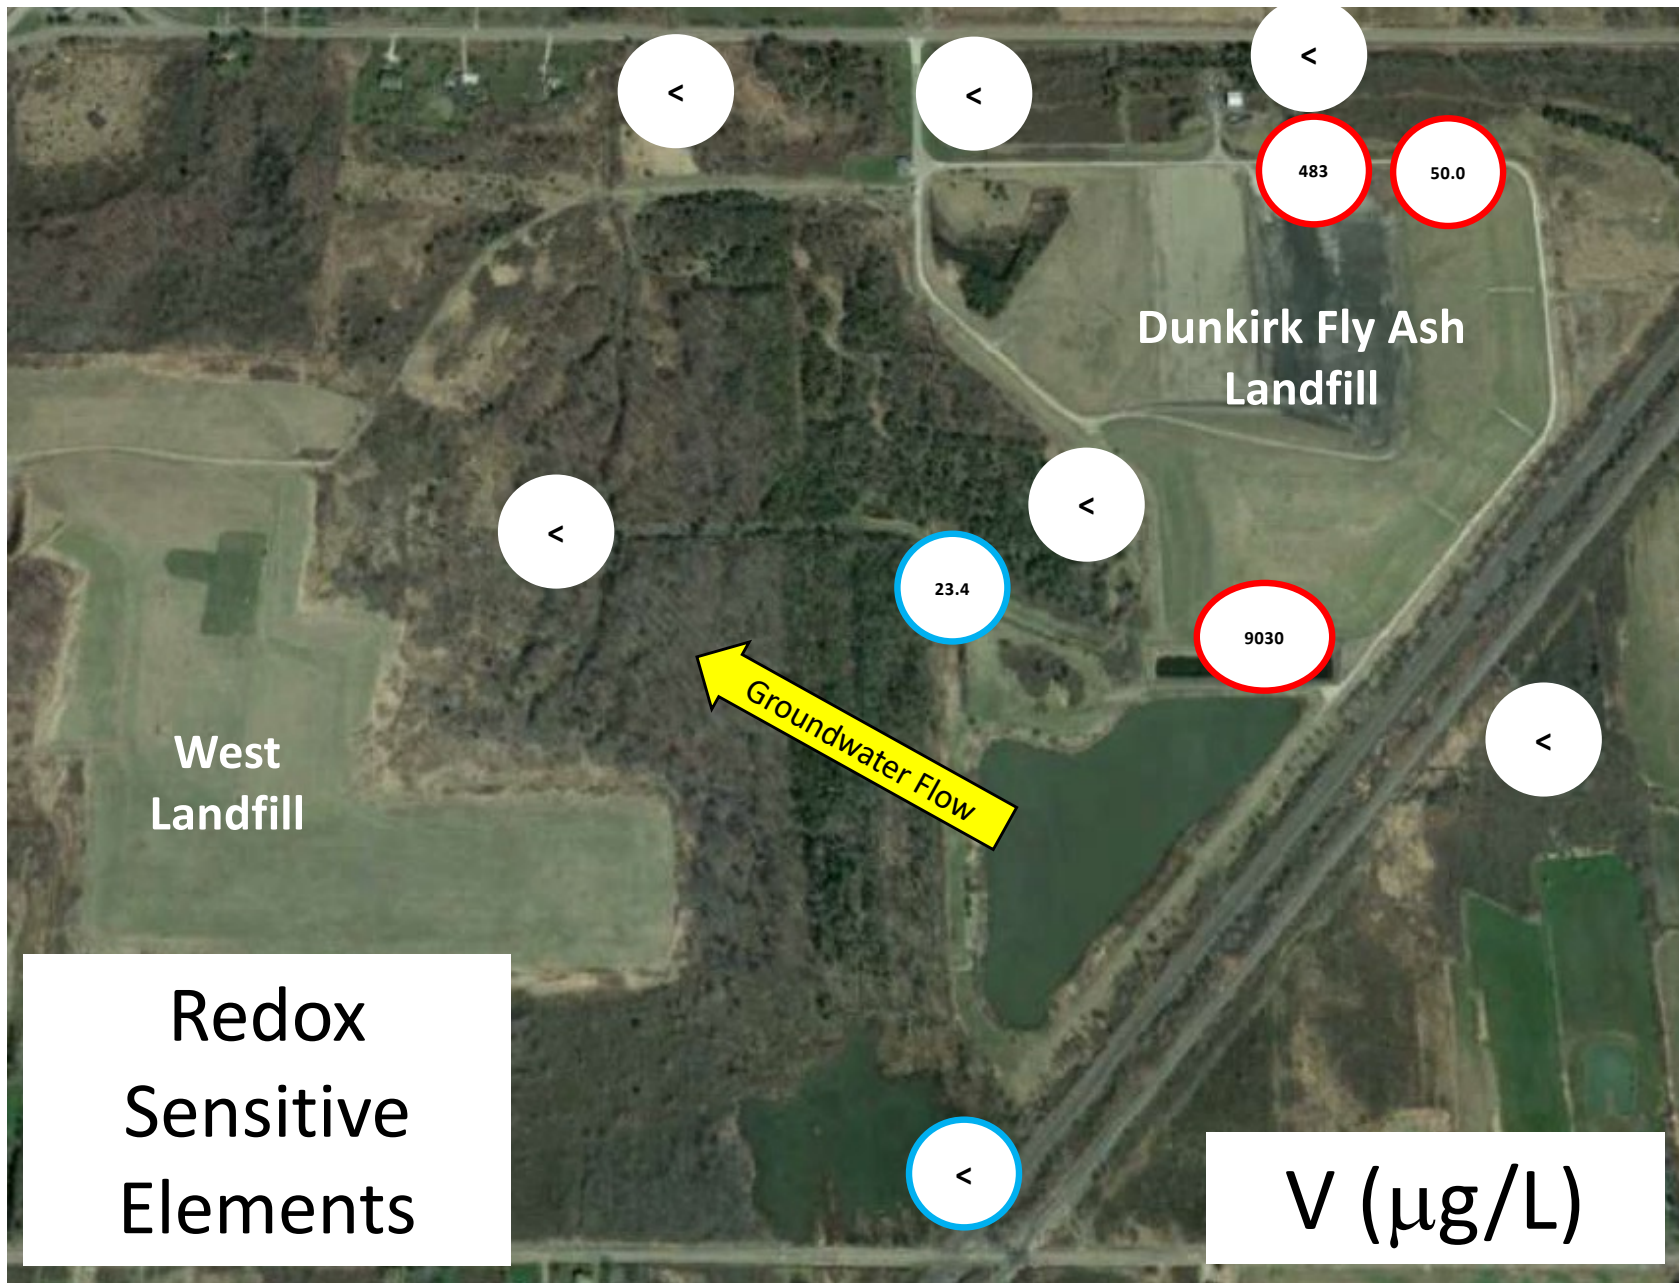 <
<
<
483
50.0
Dunkirk Fly Ash
Landfill
<
<
23.4
9030
Groundwater Flow
<
West
Landfill
Redox
Sensitive
Elements
<
V (μg/L)